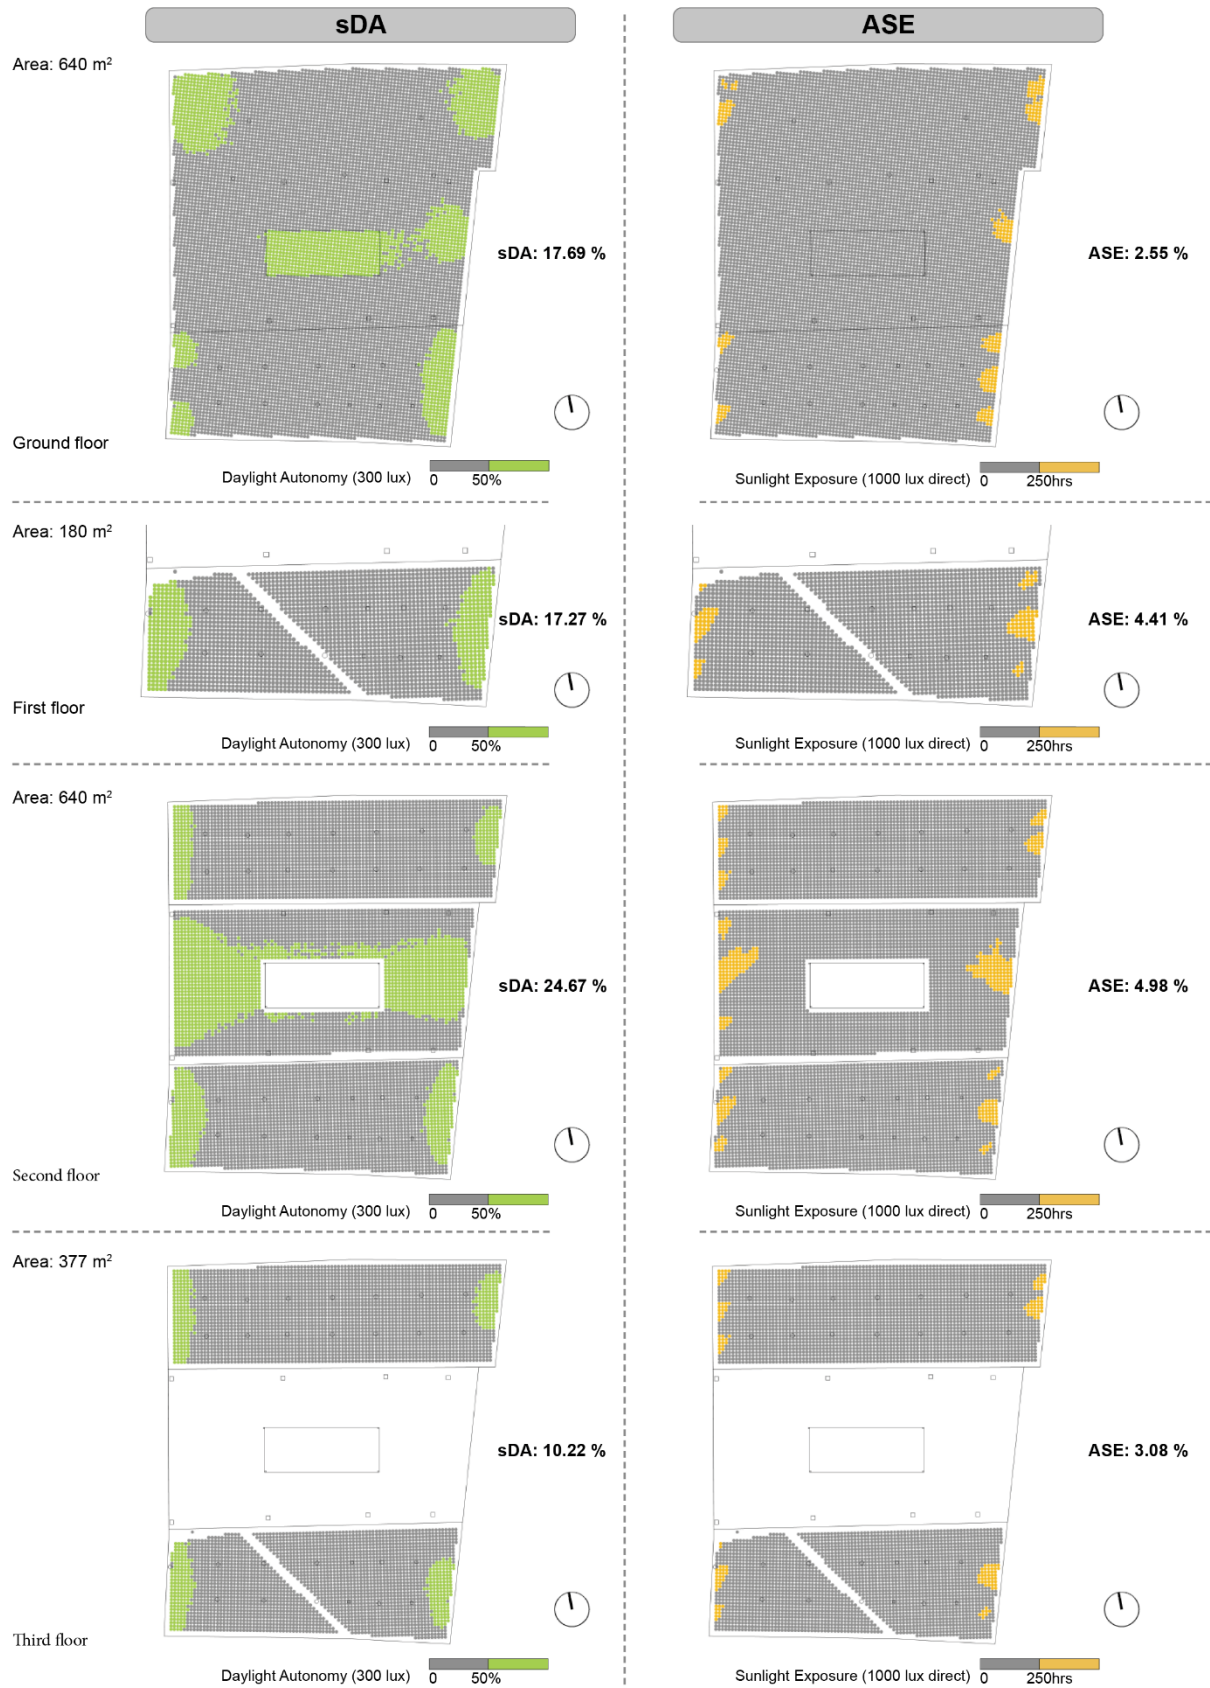 sDA
ASE
Area: 640 m²
sDA: 17.69 %
ASE: 2.55 %
Ground floor
Daylight Autonomy (300 lux)
0 50%
Sunlight Exposure (1000 lux direct)
0 250hrs
Area: 180 m²
sDA: 17.27 %
ASE: 4.41 %
First floor
Daylight Autonomy (300 lux)
0 50%
Sunlight Exposure (1000 lux direct)
0 250hrs
Area: 640 m²
sDA: 24.67 %
ASE: 4.98 %
Second floor
Daylight Autonomy (300 lux)
0 50%
Sunlight Exposure (1000 lux direct)
0 250hrs
Area: 377 m²
sDA: 10.22 %
ASE: 3.08 %
Third floor
Daylight Autonomy (300 lux)
0 50%
Sunlight Exposure (1000 lux direct)
0 250hrs